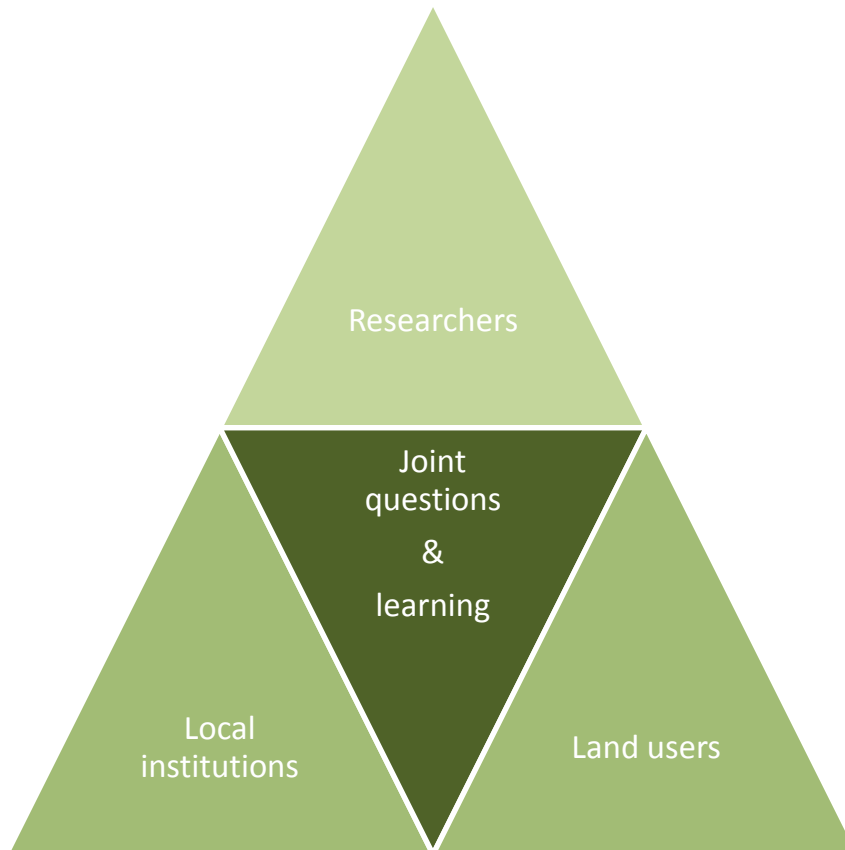 Researchers
Joint
questions
&
learning
Local
institutions
Land users